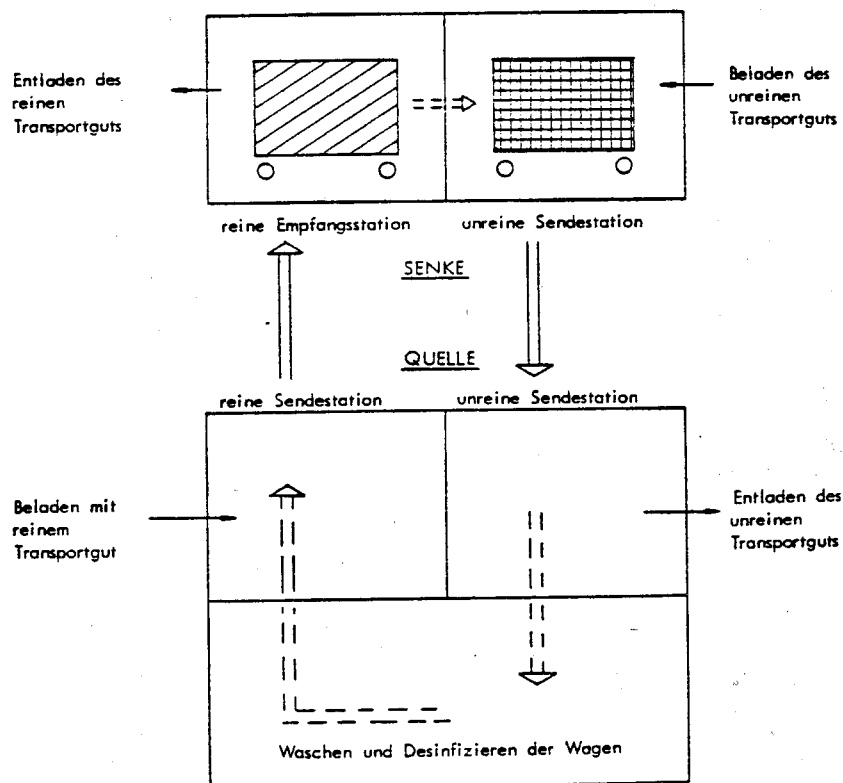 Entladen des
reinen
Transportguts
Beladen des
unreinen
Transportguts
reine Empfangsstation
unreine Sendestation
SENKE
QUELLE
reine Sendestation
unreine Sendestation
Beladen mit
reinem
Transportgut
Entladen des
unreinen
Transportguts
Waschen und Desinfizieren der Wagen